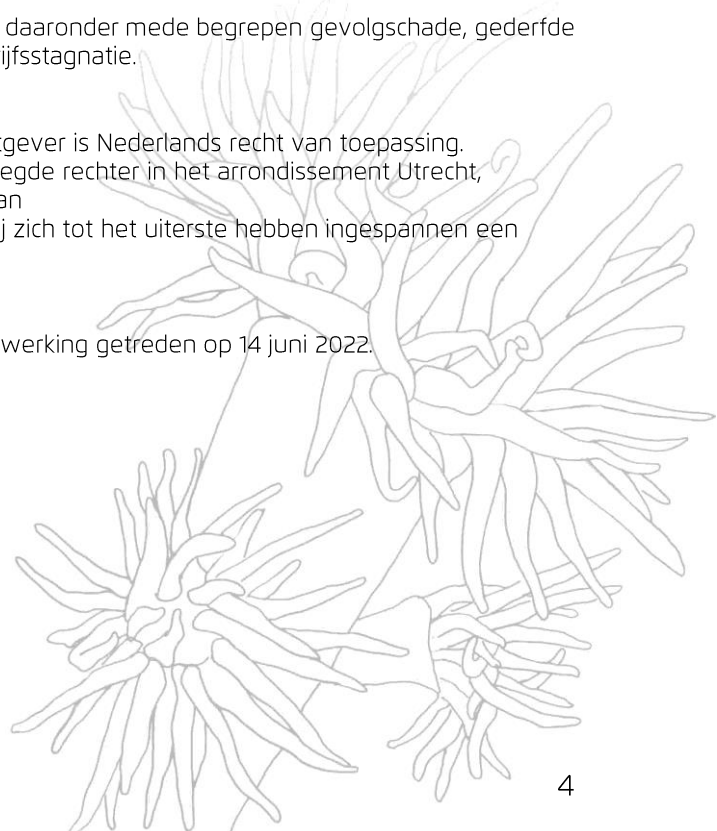 daaronder mede begrepen gevolgschade, gederfde
ijfsstagnatie.
tgever is Nederlands recht van toepassing.
egde rechter in het arrondissement Utrecht,
an
j zich tot het uiterste hebben ingespannen een
werking getreden op 14 juni 2022.
4